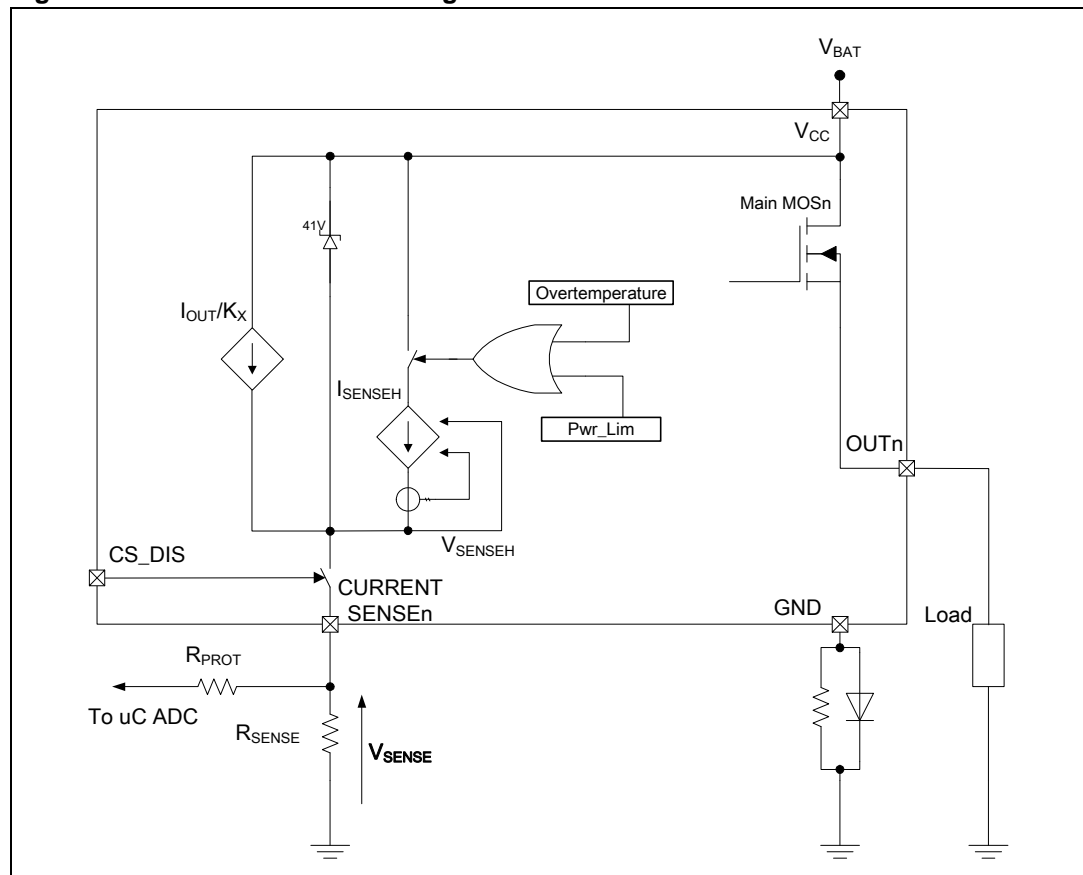 V_BAT
V_CC
Main MOSn
41V
Overtemperature
I_OUT/K_X
I_SENSEH
Pwr_Lim
OUTn
V_SENSEH
CS_DIS
CURRENT
SENSEn
GND
Load
R_PROT
To uC ADC
R_SENSE
V_SENSE